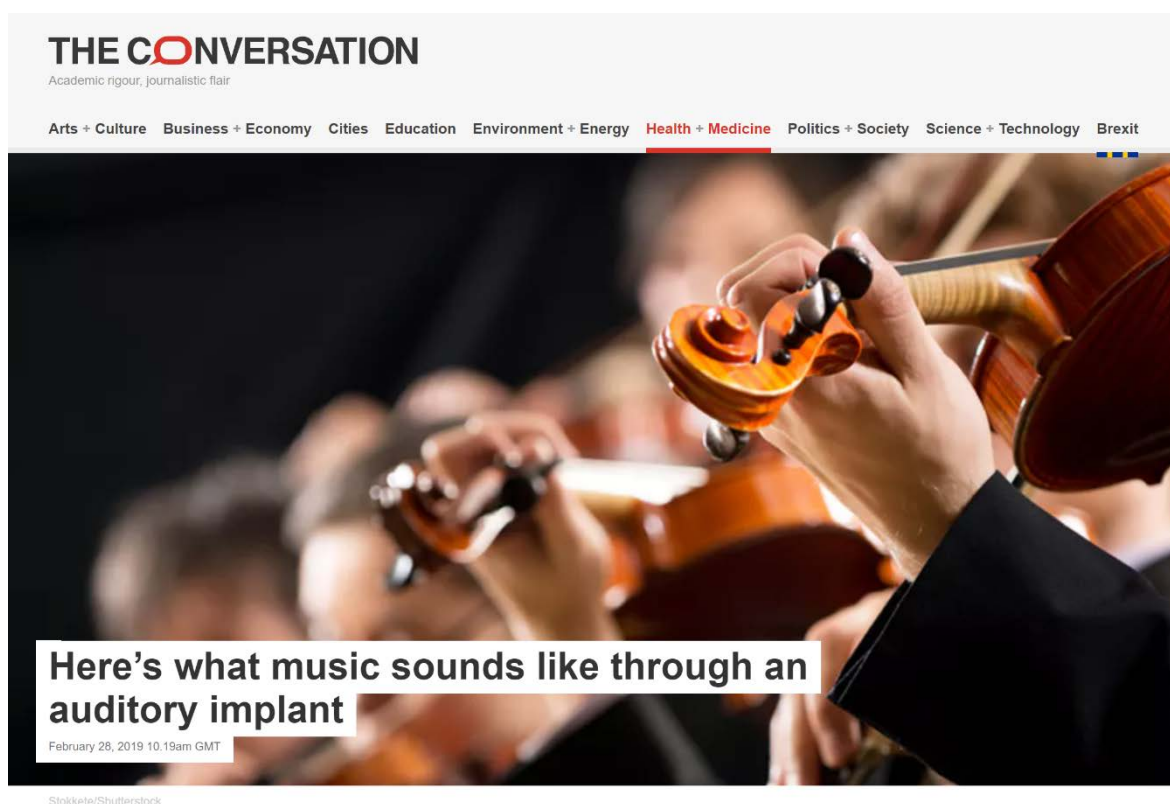 THE CONVERSATION
Academic rigour, journalistic flair
Arts + Culture Business + Economy Cities Education Environment + Energy Health + Medicine Politics + Society Science + Technology Brexit
Here's what music sounds like through an
auditory implant
February 28, 2019 10.19am GMT
Stokkete/Shutterstock